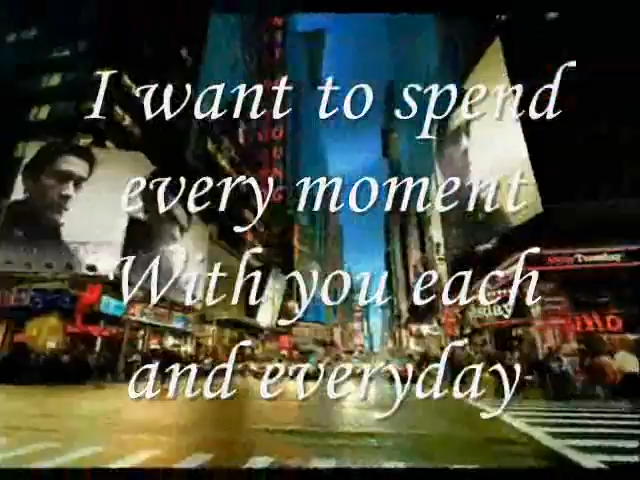 I want to spend
every moment
With you each
and everyday